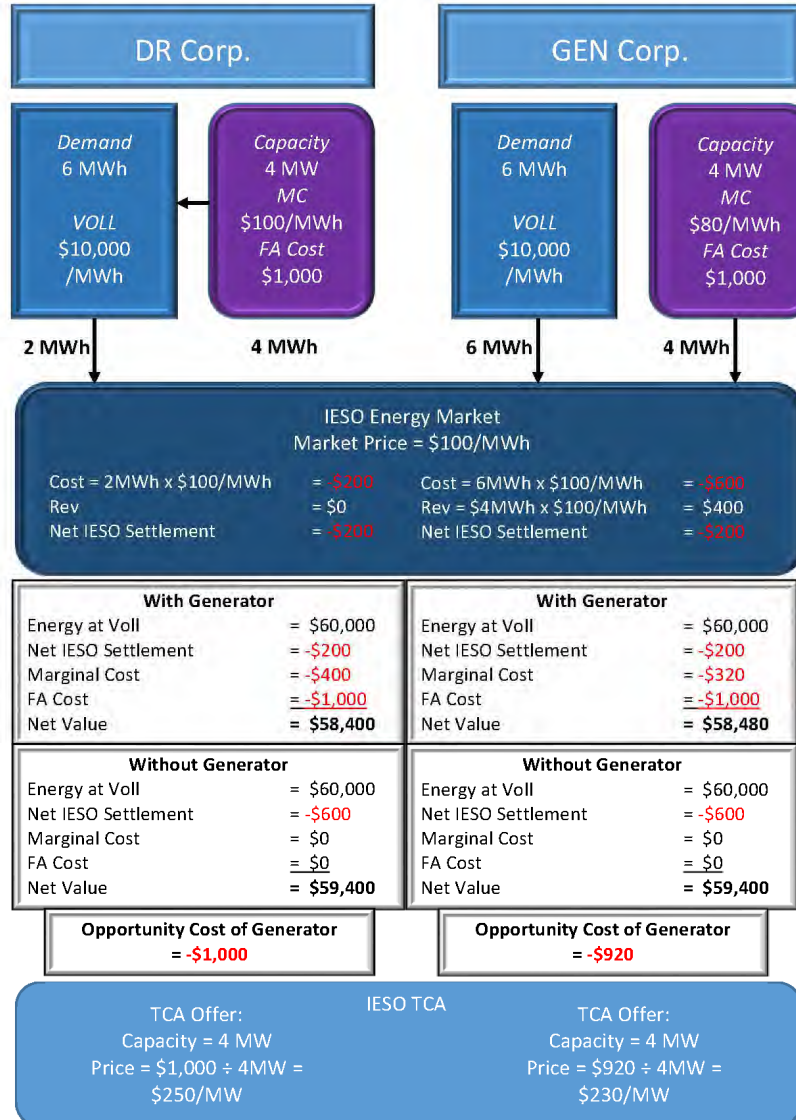 DR Corp.
GEN Corp.
Demand
6 MWh
VOLL
$10,000
/MWh
Capacity
4 MW
MC
$100/MWh
FA Cost
$1,000
Demand
6 MWh
VOLL
$10,000
/MWh
Capacity
4 MW
MC
$80/MWh
FA Cost
$1,000
2 MWh
4 MWh
6 MWh
4 MWh
IESO Energy Market
Market Price = $100/MWh
Cost = 2MWh x $100/MWh = -$200
Rev = $0
Net IESO Settlement = -$200
Cost = 6MWh x $100/MWh = -$600
Rev = $4MWh x $100/MWh = $400
Net IESO Settlement = -$200
With Generator
Energy at Voll = $60,000
Net IESO Settlement = -$200
Marginal Cost = -$400
FA Cost = -$1,000
Net Value = $58,400
With Generator
Energy at Voll = $60,000
Net IESO Settlement = -$200
Marginal Cost = -$320
FA Cost = -$1,000
Net Value = $58,480
Without Generator
Energy at Voll = $60,000
Net IESO Settlement = -$600
Marginal Cost = $0
FA Cost = $0
Net Value = $59,400
Without Generator
Energy at Voll = $60,000
Net IESO Settlement = -$600
Marginal Cost = $0
FA Cost = $0
Net Value = $59,400
Opportunity Cost of Generator
= -$1,000
Opportunity Cost of Generator
= -$920
IESO TCA
TCA Offer:
Capacity = 4 MW
Price = $1,000 ÷ 4MW =
$250/MW
TCA Offer:
Capacity = 4 MW
Price = $920 ÷ 4MW =
$230/MW